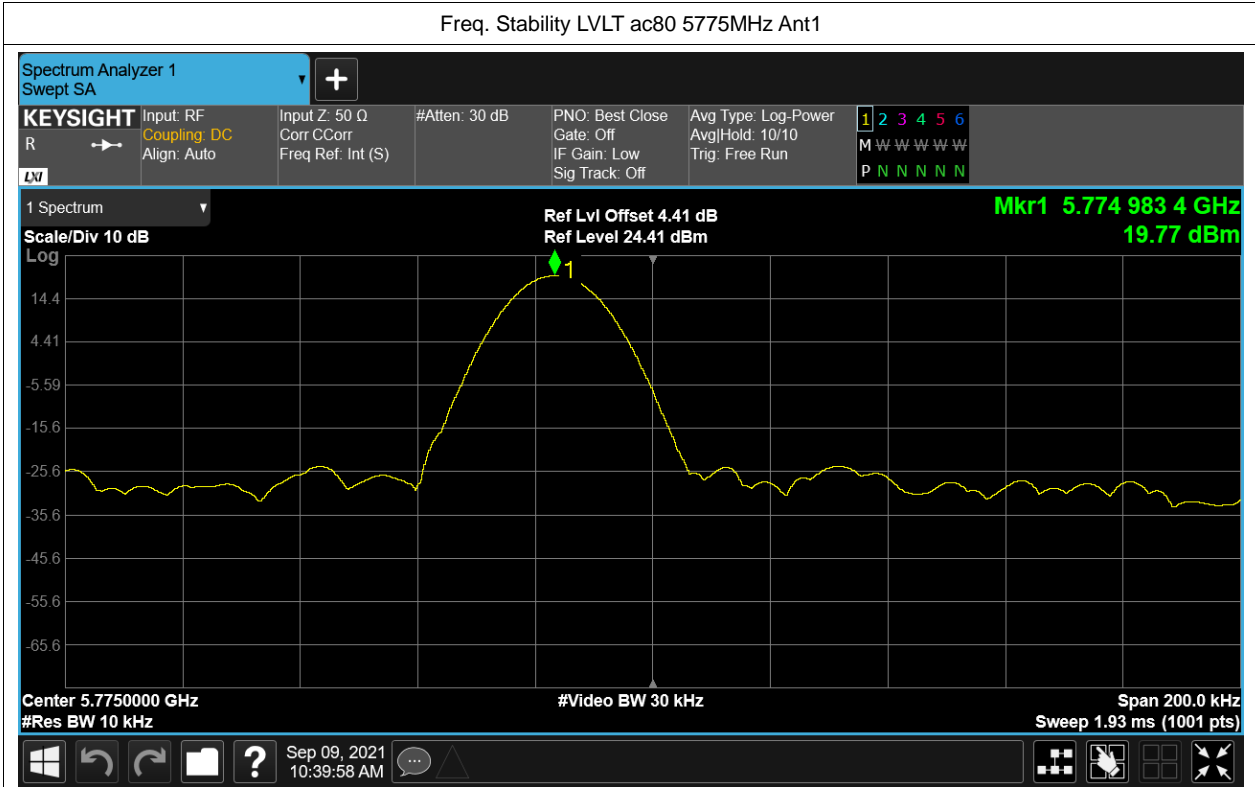 Freq. Stability LVLT ac80 5775MHz Ant1
Spectrum Analyzer 1
Swept SA
KEYSIGHT
R
LXI
Input: RF
Coupling: DC
Align: Auto
Input Z: 50 Ω
Corr CCorr
Freq Ref: Int (S)
#Atten: 30 dB
PNO: Best Close
Gate: Off
IF Gain: Low
Sig Track: Off
Avg Type: Log-Power
Avg|Hold: 10/10
Trig: Free Run
1 2 3 4 5 6
M W W W W W
P N N N N N
1 Spectrum
Scale/Div 10 dB
Log
Ref Lvl Offset 4.41 dB
Ref Level 24.41 dBm
Mkr1 5.774 983 4 GHz
19.77 dBm
1
14.4
4.41
-5.59
-15.6
-25.6
-35.6
-45.6
-55.6
-65.6
Center 5.7750000 GHz
#Res BW 10 kHz
#Video BW 30 kHz
Span 200.0 kHz
Sweep 1.93 ms (1001 pts)
?
Sep 09, 2021
10:39:58 AM